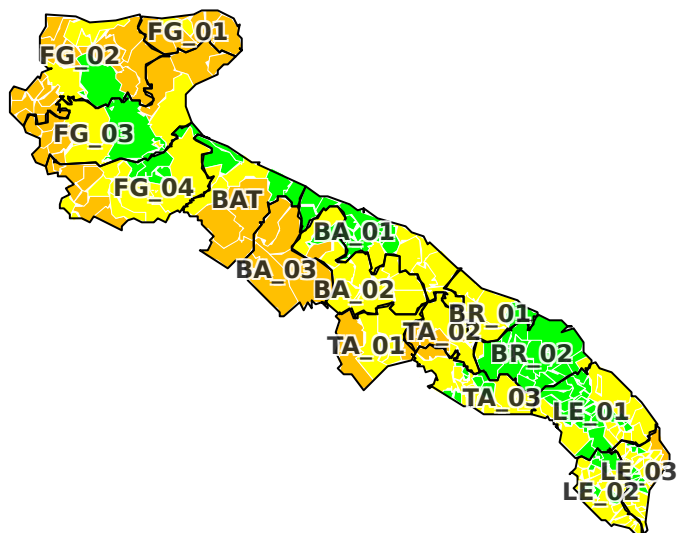 FG_01
FG_02
FG_03
FG_04
BAT
BA_01
BA_03
BA_02
BR_01
TA_02
TA_01
BR_02
TA_03
LE_01
LE_03
LE_02